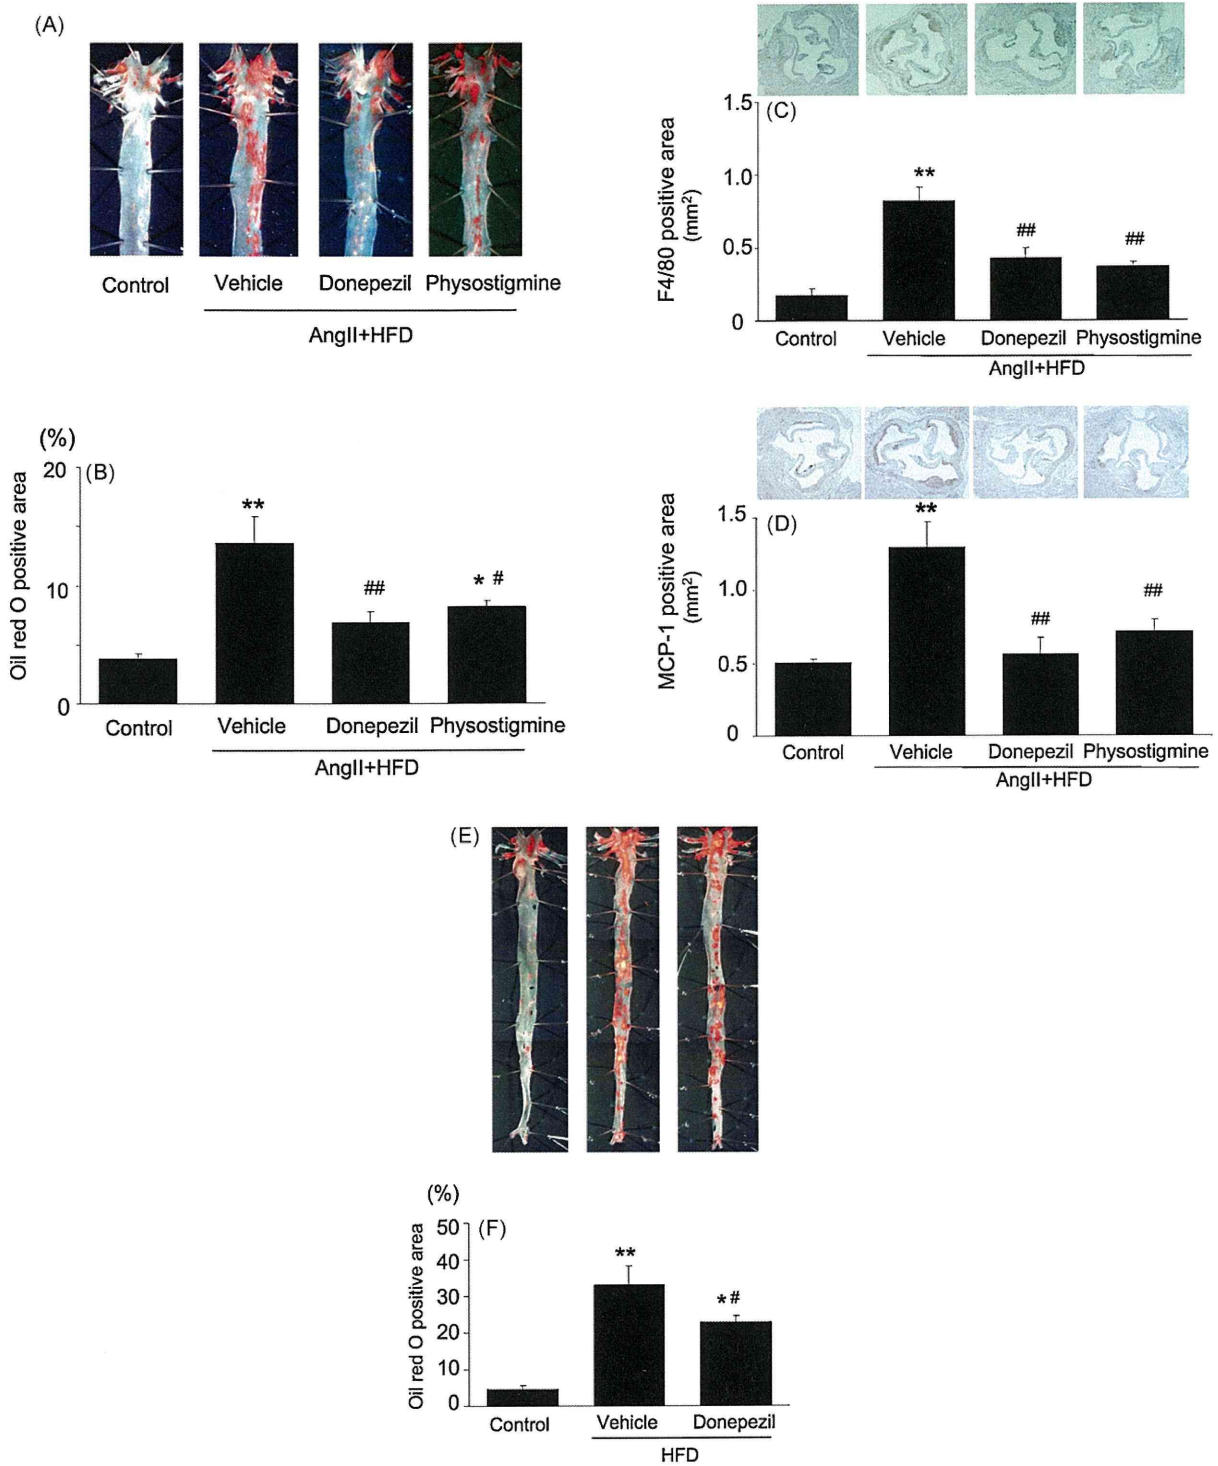 (A)
Control Vehicle Donepezil Physostigmine
AngII+HFD
(%)
Oil red O positive area
20
(B)
10
0
**
##
* #
Control Vehicle Donepezil Physostigmine
AngII+HFD
F4/80 positive area
(mm²)
1.5
(C)
1.0
0.5
0
**
##
##
Control Vehicle Donepezil Physostigmine
AngII+HFD
MCP-1 positive area
(mm²)
1.5
(D)
1.0
0.5
0
**
##
##
Control Vehicle Donepezil Physostigmine
AngII+HFD
(E)
(%)
Oil red O positive area
50
(F)
40
30
20
10
0
**
*#
Control Vehicle Donepezil
HFD